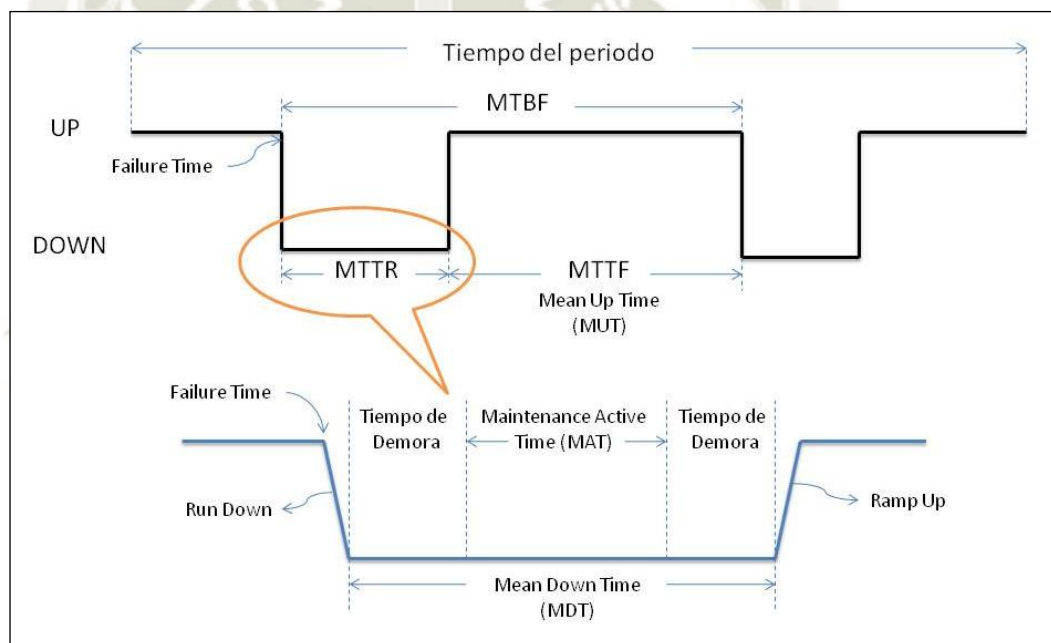 Tiempo del periodo
MTBF
UP
Failure Time
DOWN
MTTR
MTTF
Mean Up Time
(MUT)
Failure Time
Tiempo de
Demora
Maintenance Active
Time (MAT)
Tiempo de
Demora
Run Down
Ramp Up
Mean Down Time
(MDT)